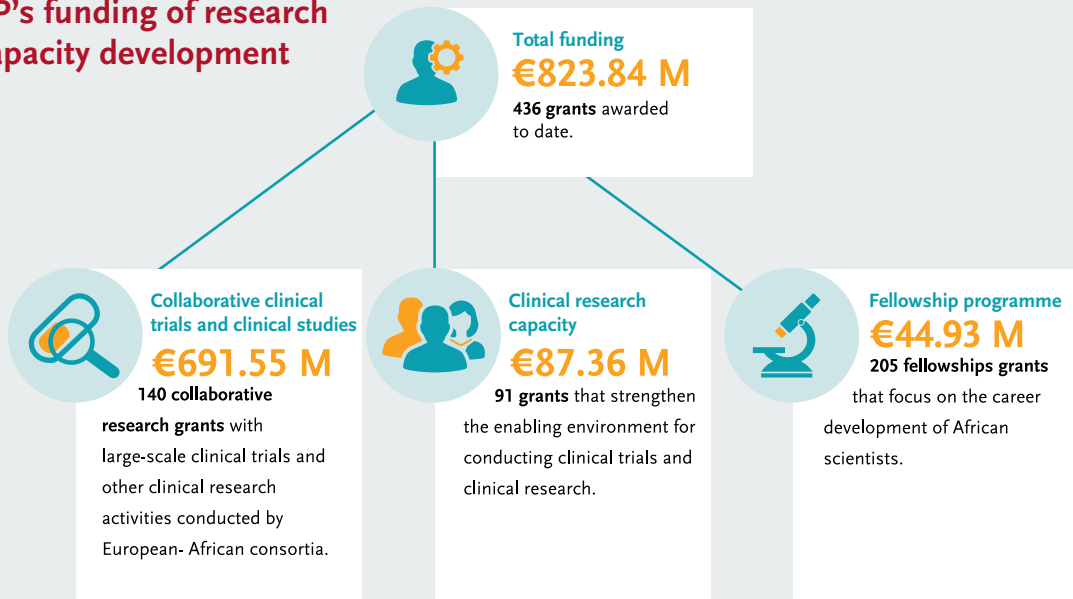 P's funding of research
apacity development
Total funding
€823.84 M
436 grants awarded
to date.
Collaborative clinical
trials and clinical studies
€691.55 M
140 collaborative
research grants with
large-scale clinical trials and
other clinical research
activities conducted by
European- African consortia.
Clinical research
capacity
€87.36 M
91 grants that strengthen
the enabling environment for
conducting clinical trials and
clinical research.
Fellowship programme
€44.93 M
205 fellowships grants
that focus on the career
development of African
scientists.